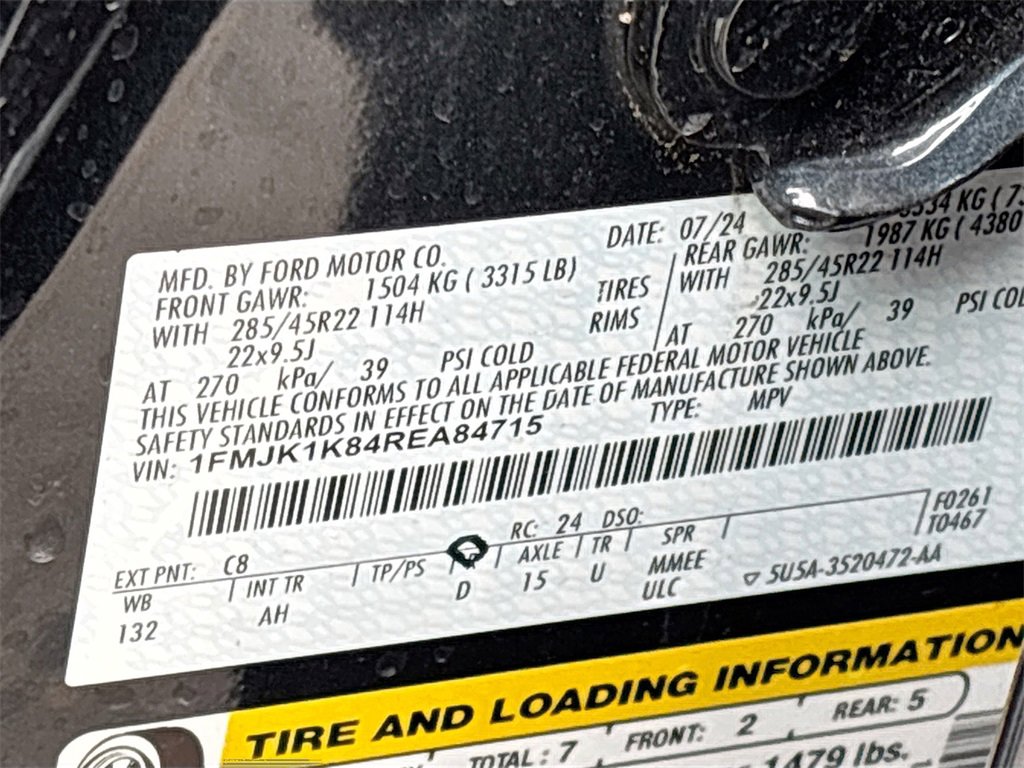 MFD. BY FORD MOTOR CO. DATE: 07/24
FRONT GAWR: 1504 KG ( 3315 LB) REAR GAWR: 1987 KG ( 4380
WITH 285/45R22 114H TIRES WITH 285/45R22 114H
22x9.5J RIMS 22x9.5J
AT 270 kPa/ 39 PSI COLD AT 270 kPa/ 39 PSI
THIS VEHICLE CONFORMS TO ALL APPLICABLE FEDERAL MOTOR VEHICLE
SAFETY STANDARDS IN EFFECT ON THE DATE OF MANUFACTURE SHOWN ABOVE.
VIN: 1FMJK1K84REA84715 TYPE: MPV
EXT PNT: C8 RC: 24 DSO: F0261
WB INT TR TP/PS AXLE TR SPR T0467
132 AH D 15 U MMEE
ULC 5U5A-3520472-AA
TIRE AND LOADING INFORMATION
TOTAL: 7 FRONT: 2 REAR: 5
1479 lbs.